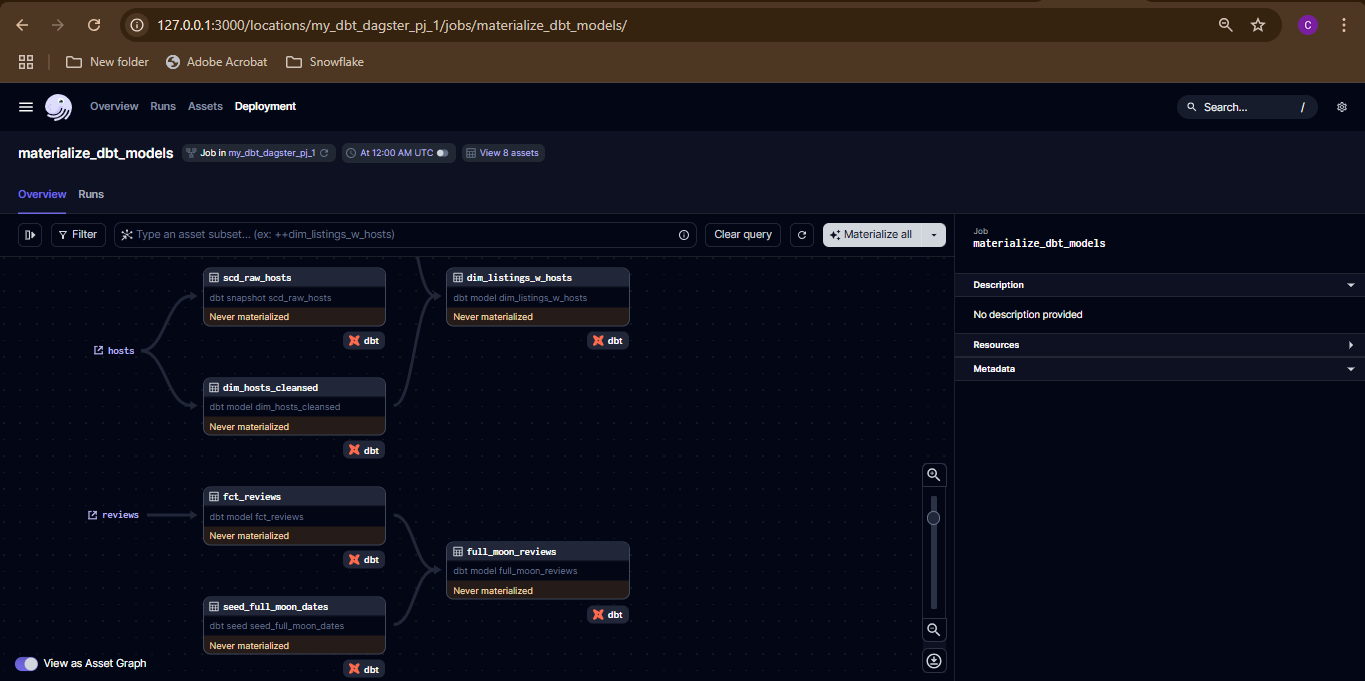 127.0.0.1:3000/locations/my_dbt_dagster_pj_1/jobs/materialize_dbt_models/
C
New folder
Adobe Acrobat
Snowflake
Overview
Runs
Assets
Deployment
Search...
/
materialize_dbt_models
Job in my_dbt_dagster_pj_1
At 12:00 AM UTC
View 8 assets
Overview
Runs
Filter
Type an asset subset… (ex: ++dim_listings_w_hosts)
Clear query
Materialize all
Job
materialize_dbt_models
Description
No description provided
Resources
Metadata
scd_raw_hosts
dbt snapshot scd_raw_hosts
Never materialized
dbt
dim_listings_w_hosts
dbt model dim_listings_w_hosts
Never materialized
dbt
hosts
dim_hosts_cleansed
dbt model dim_hosts_cleansed
Never materialized
dbt
fct_reviews
dbt model fct_reviews
Never materialized
dbt
reviews
full_moon_reviews
dbt model full_moon_reviews
Never materialized
dbt
seed_full_moon_dates
dbt seed seed_full_moon_dates
Never materialized
dbt
View as Asset Graph